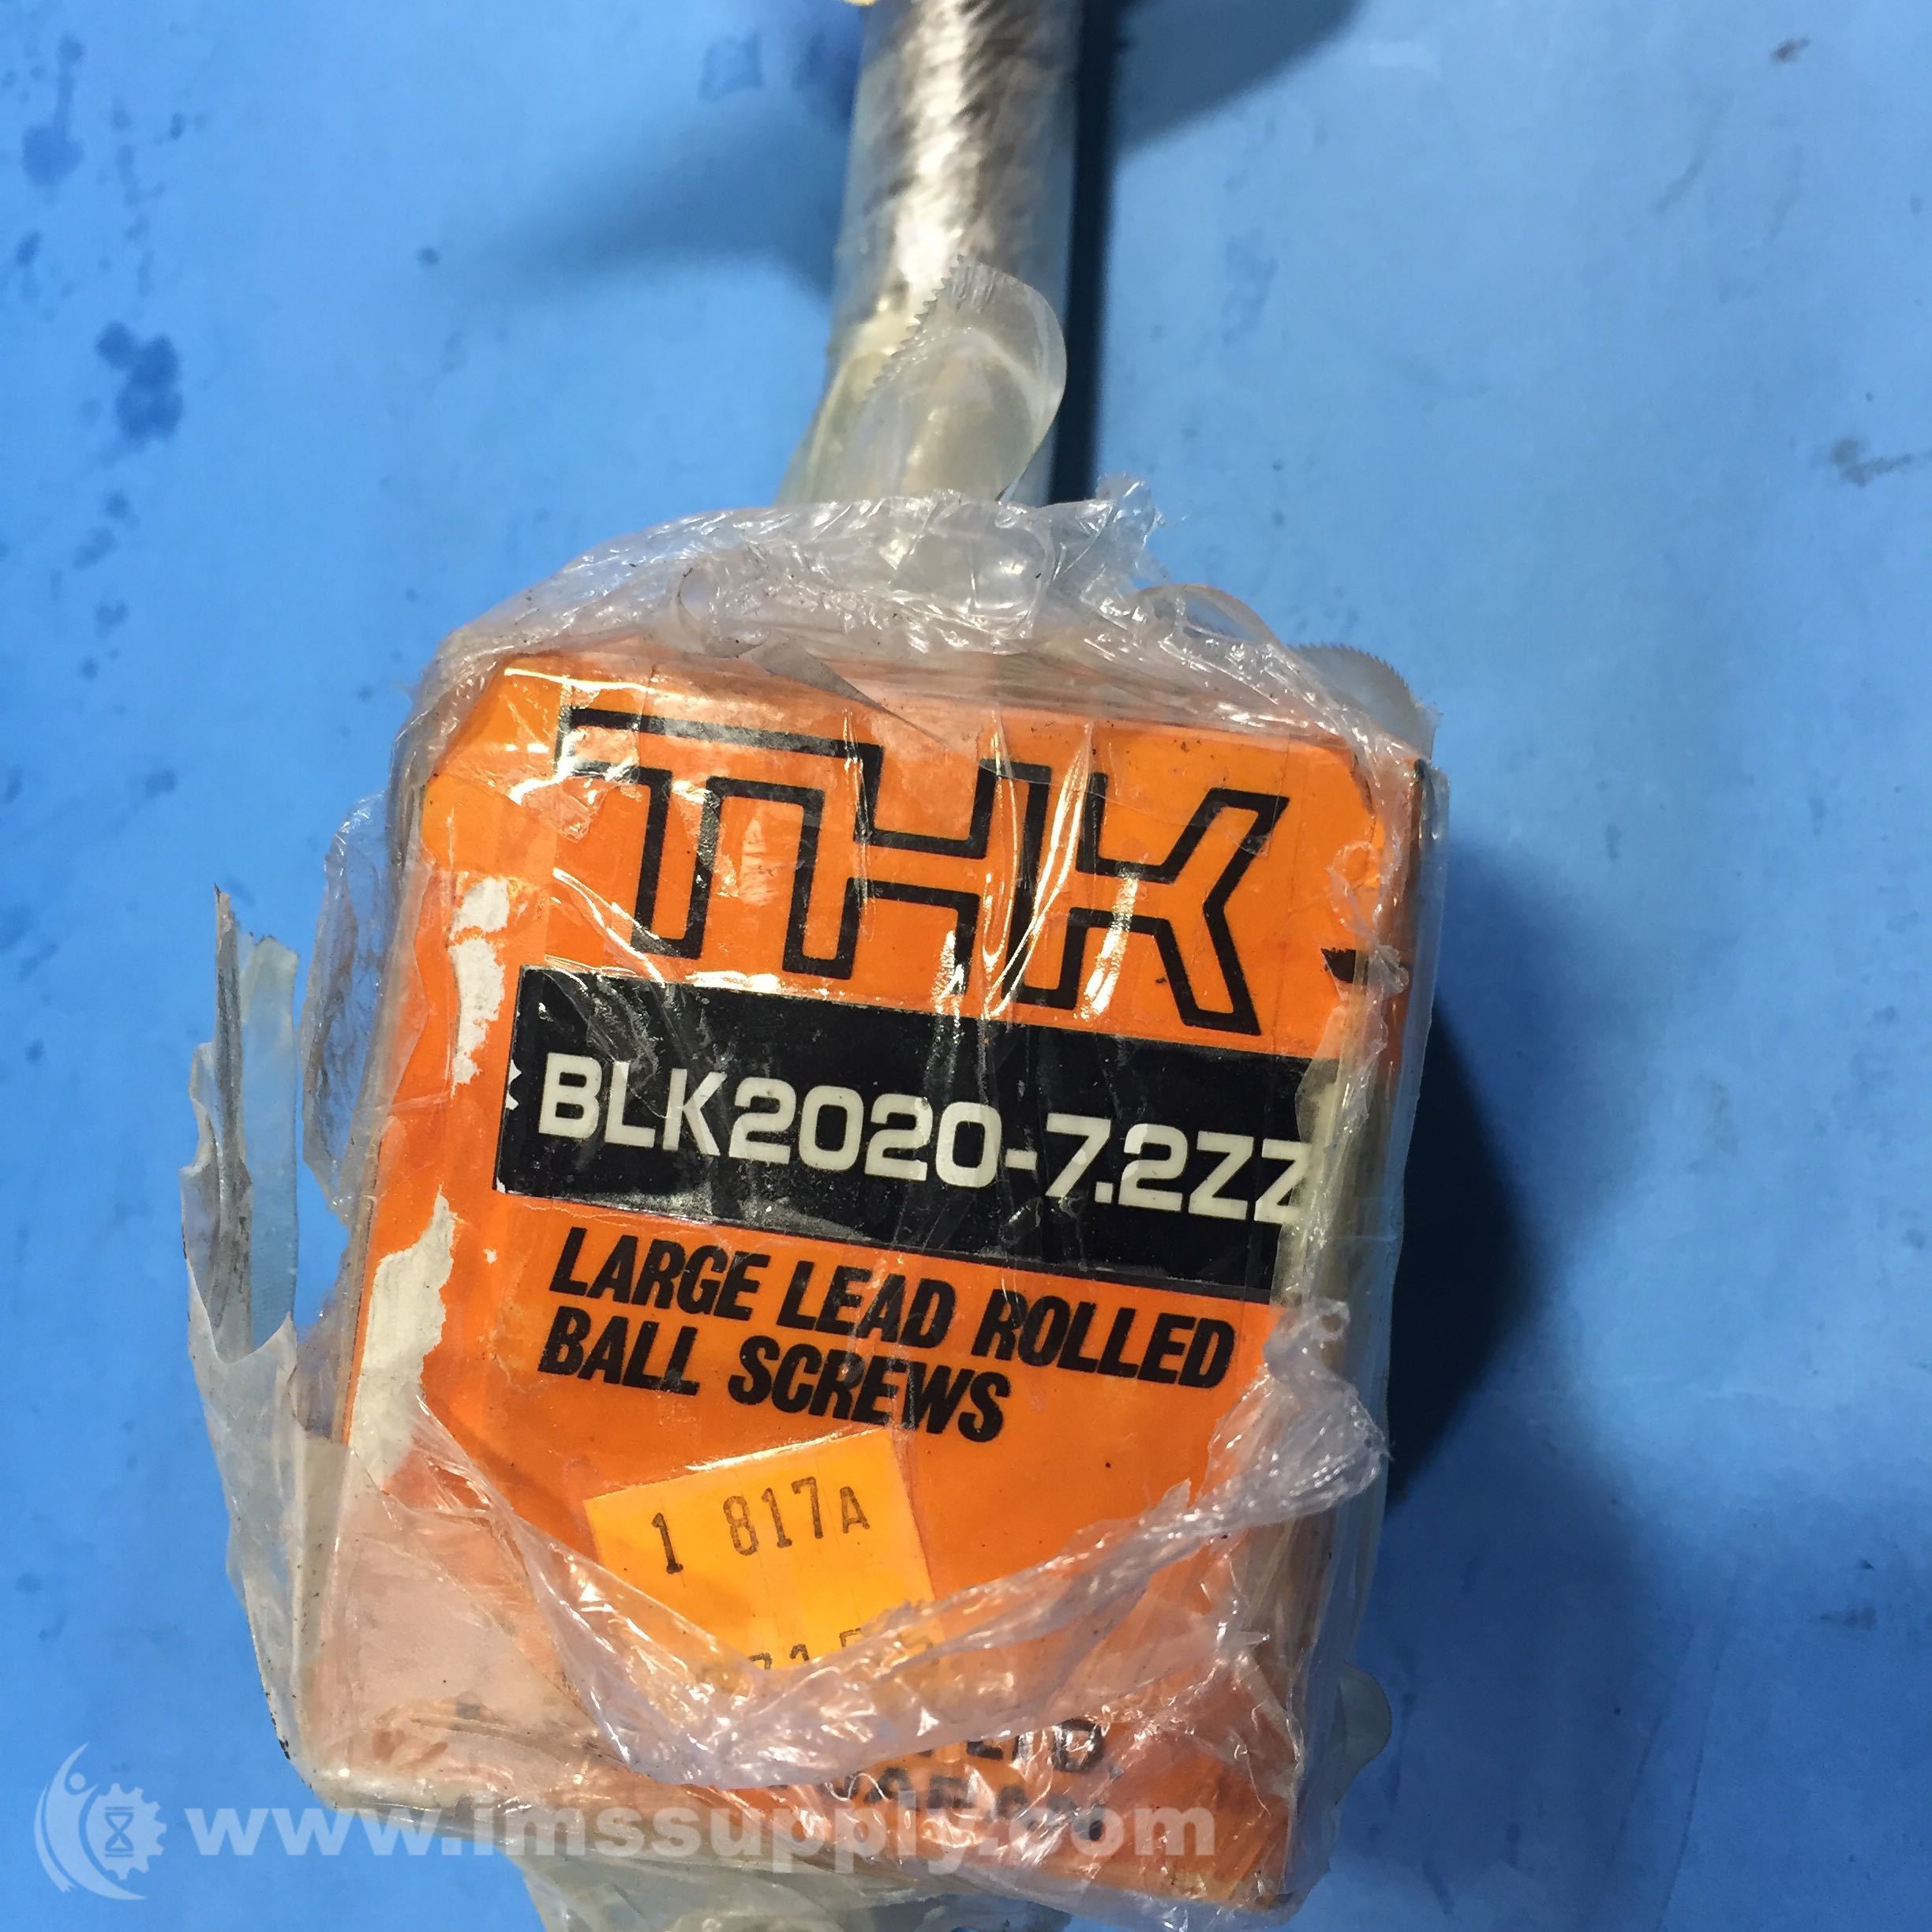 THK
BLK2020-7.2ZZ
LARGE LEAD ROLLED
BALL SCREWS
1 817A
www.imssupply.com